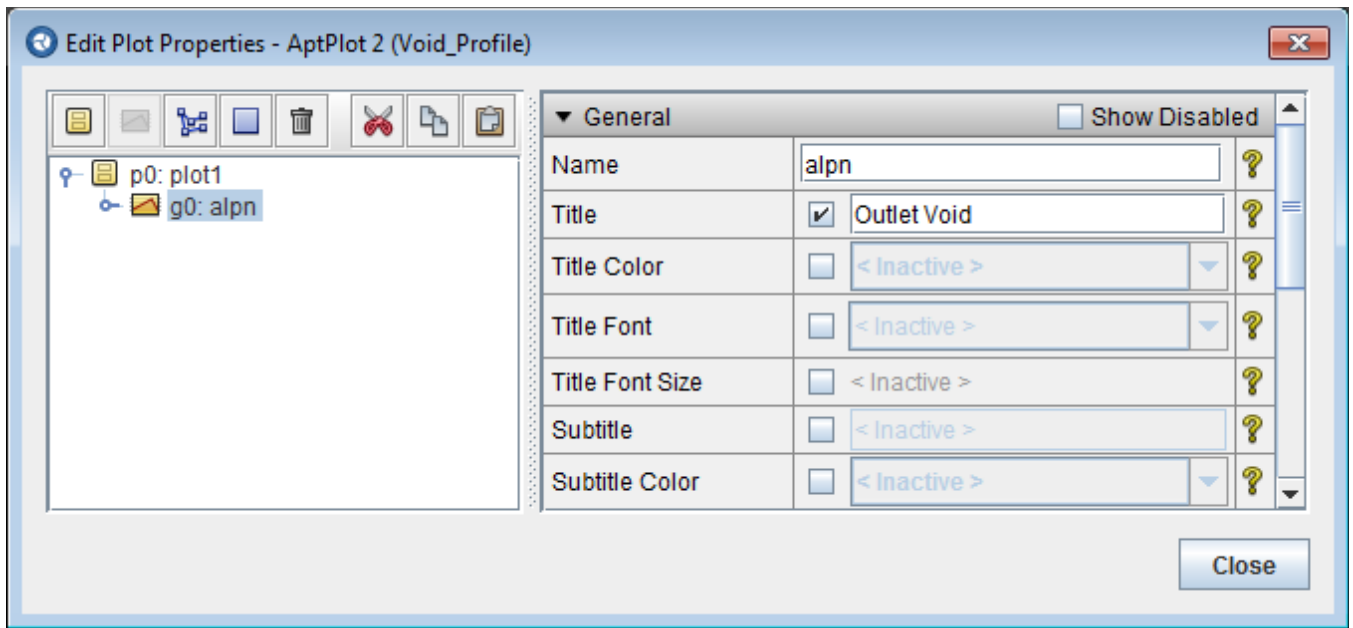 Edit Plot Properties - AptPlot 2 (Void_Profile)
General Show Disabled
p0: plot1
g0: alpn
Name alpn
Title Outlet Void
Title Color < Inactive >
Title Font < Inactive >
Title Font Size < Inactive >
Subtitle < Inactive >
Subtitle Color < Inactive >
Close